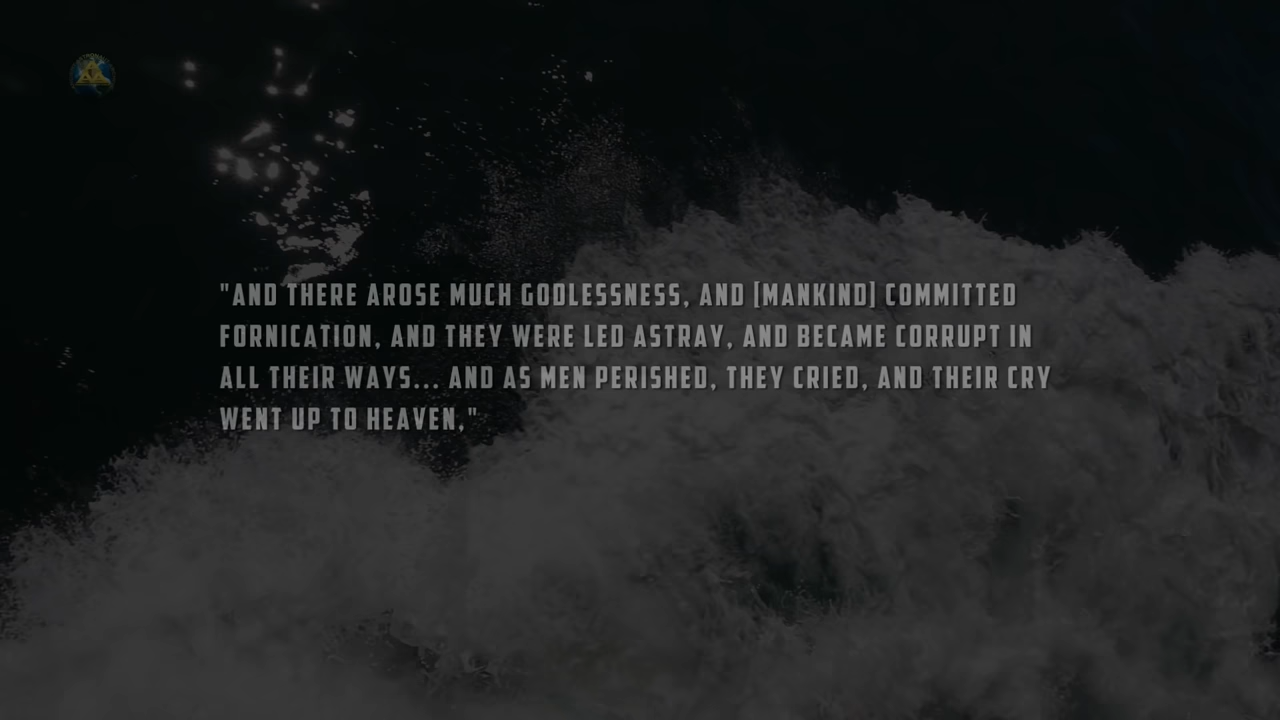 "AND THERE AROSE MUCH GODLESSNESS, AND [MANKIND] COMMITTED
FORNICATION, AND THEY WERE LED ASTRAY, AND BECAME CORRUPT IN
ALL THEIR WAYS... AND AS MEN PERISHED, THEY CRIED, AND THEIR CRY
WENT UP TO HEAVEN,"